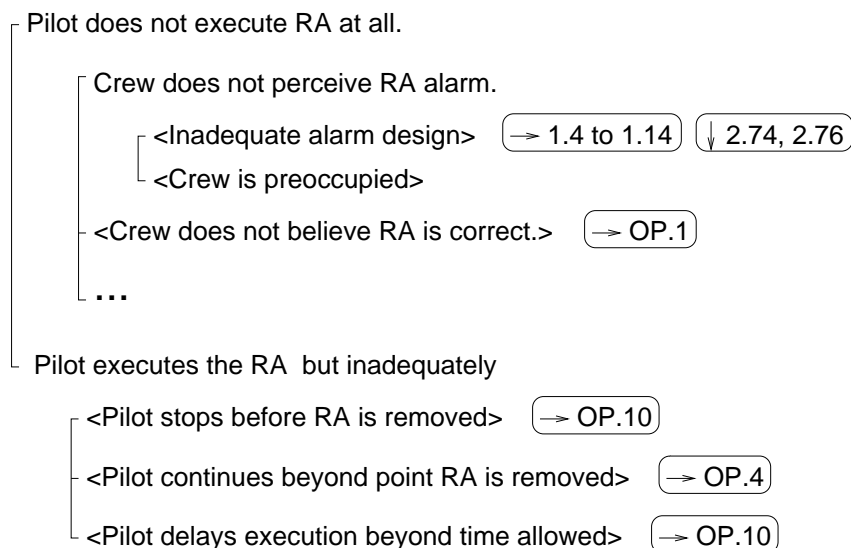 Pilot does not execute RA at all.
Crew does not perceive RA alarm.
<Inadequate alarm design> → 1.4 to 1.14 ↓ 2.74, 2.76
<Crew is preoccupied>
<Crew does not believe RA is correct.> → OP.1
...
Pilot executes the RA but inadequately
<Pilot stops before RA is removed> → OP.10
<Pilot continues beyond point RA is removed> → OP.4
<Pilot delays execution beyond time allowed> → OP.10